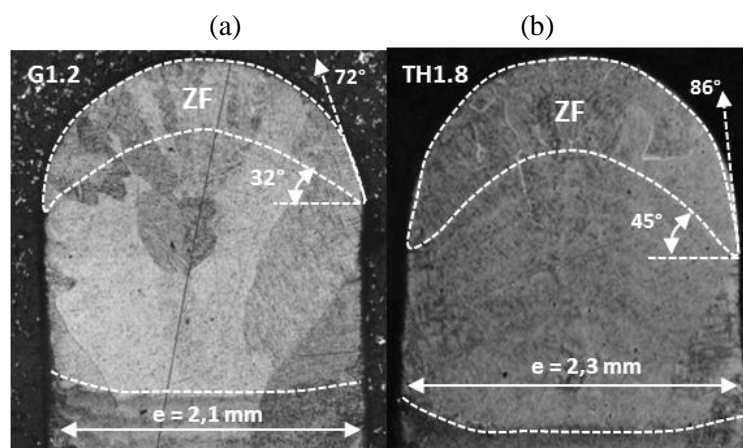 (a)
(b)
G1.2
72°
ZF
32°
e = 2,1 mm
TH1.8
86°
ZF
45°
e = 2,3 mm